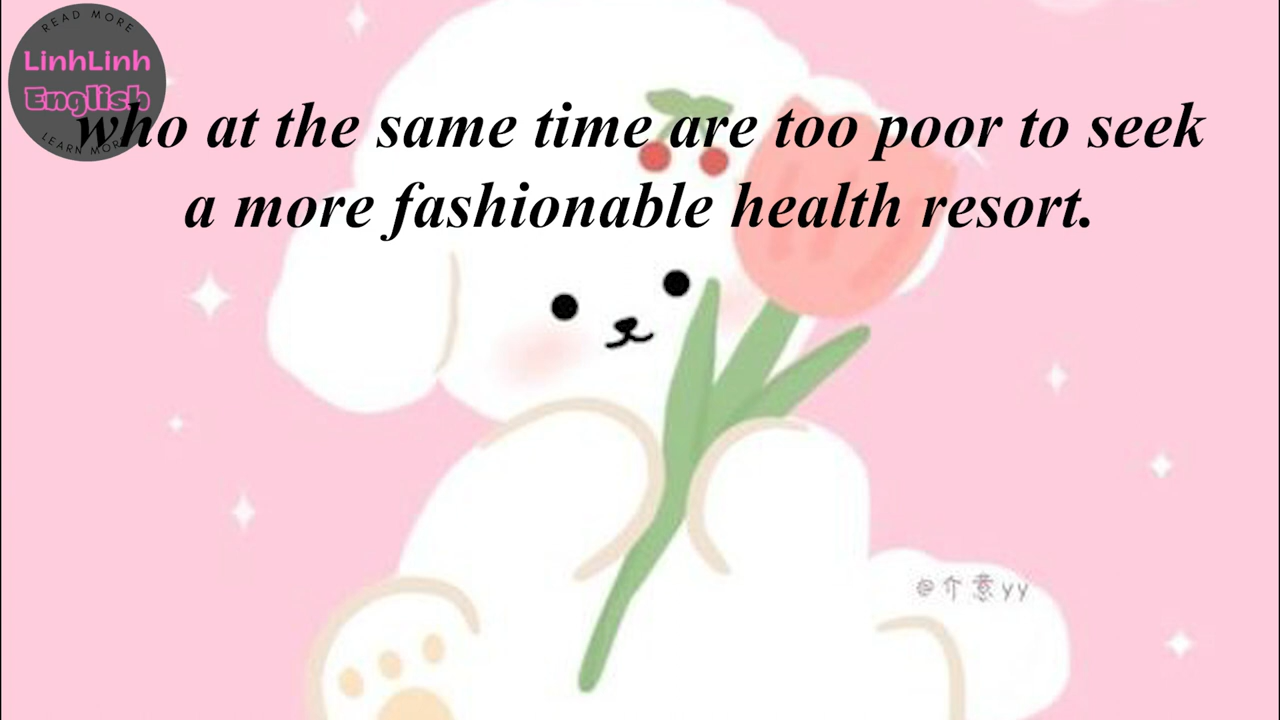 READ MORE
LinhLinh
English
LEARN MORE
who at the same time are too poor to seek
a more fashionable health resort.
@介意yy